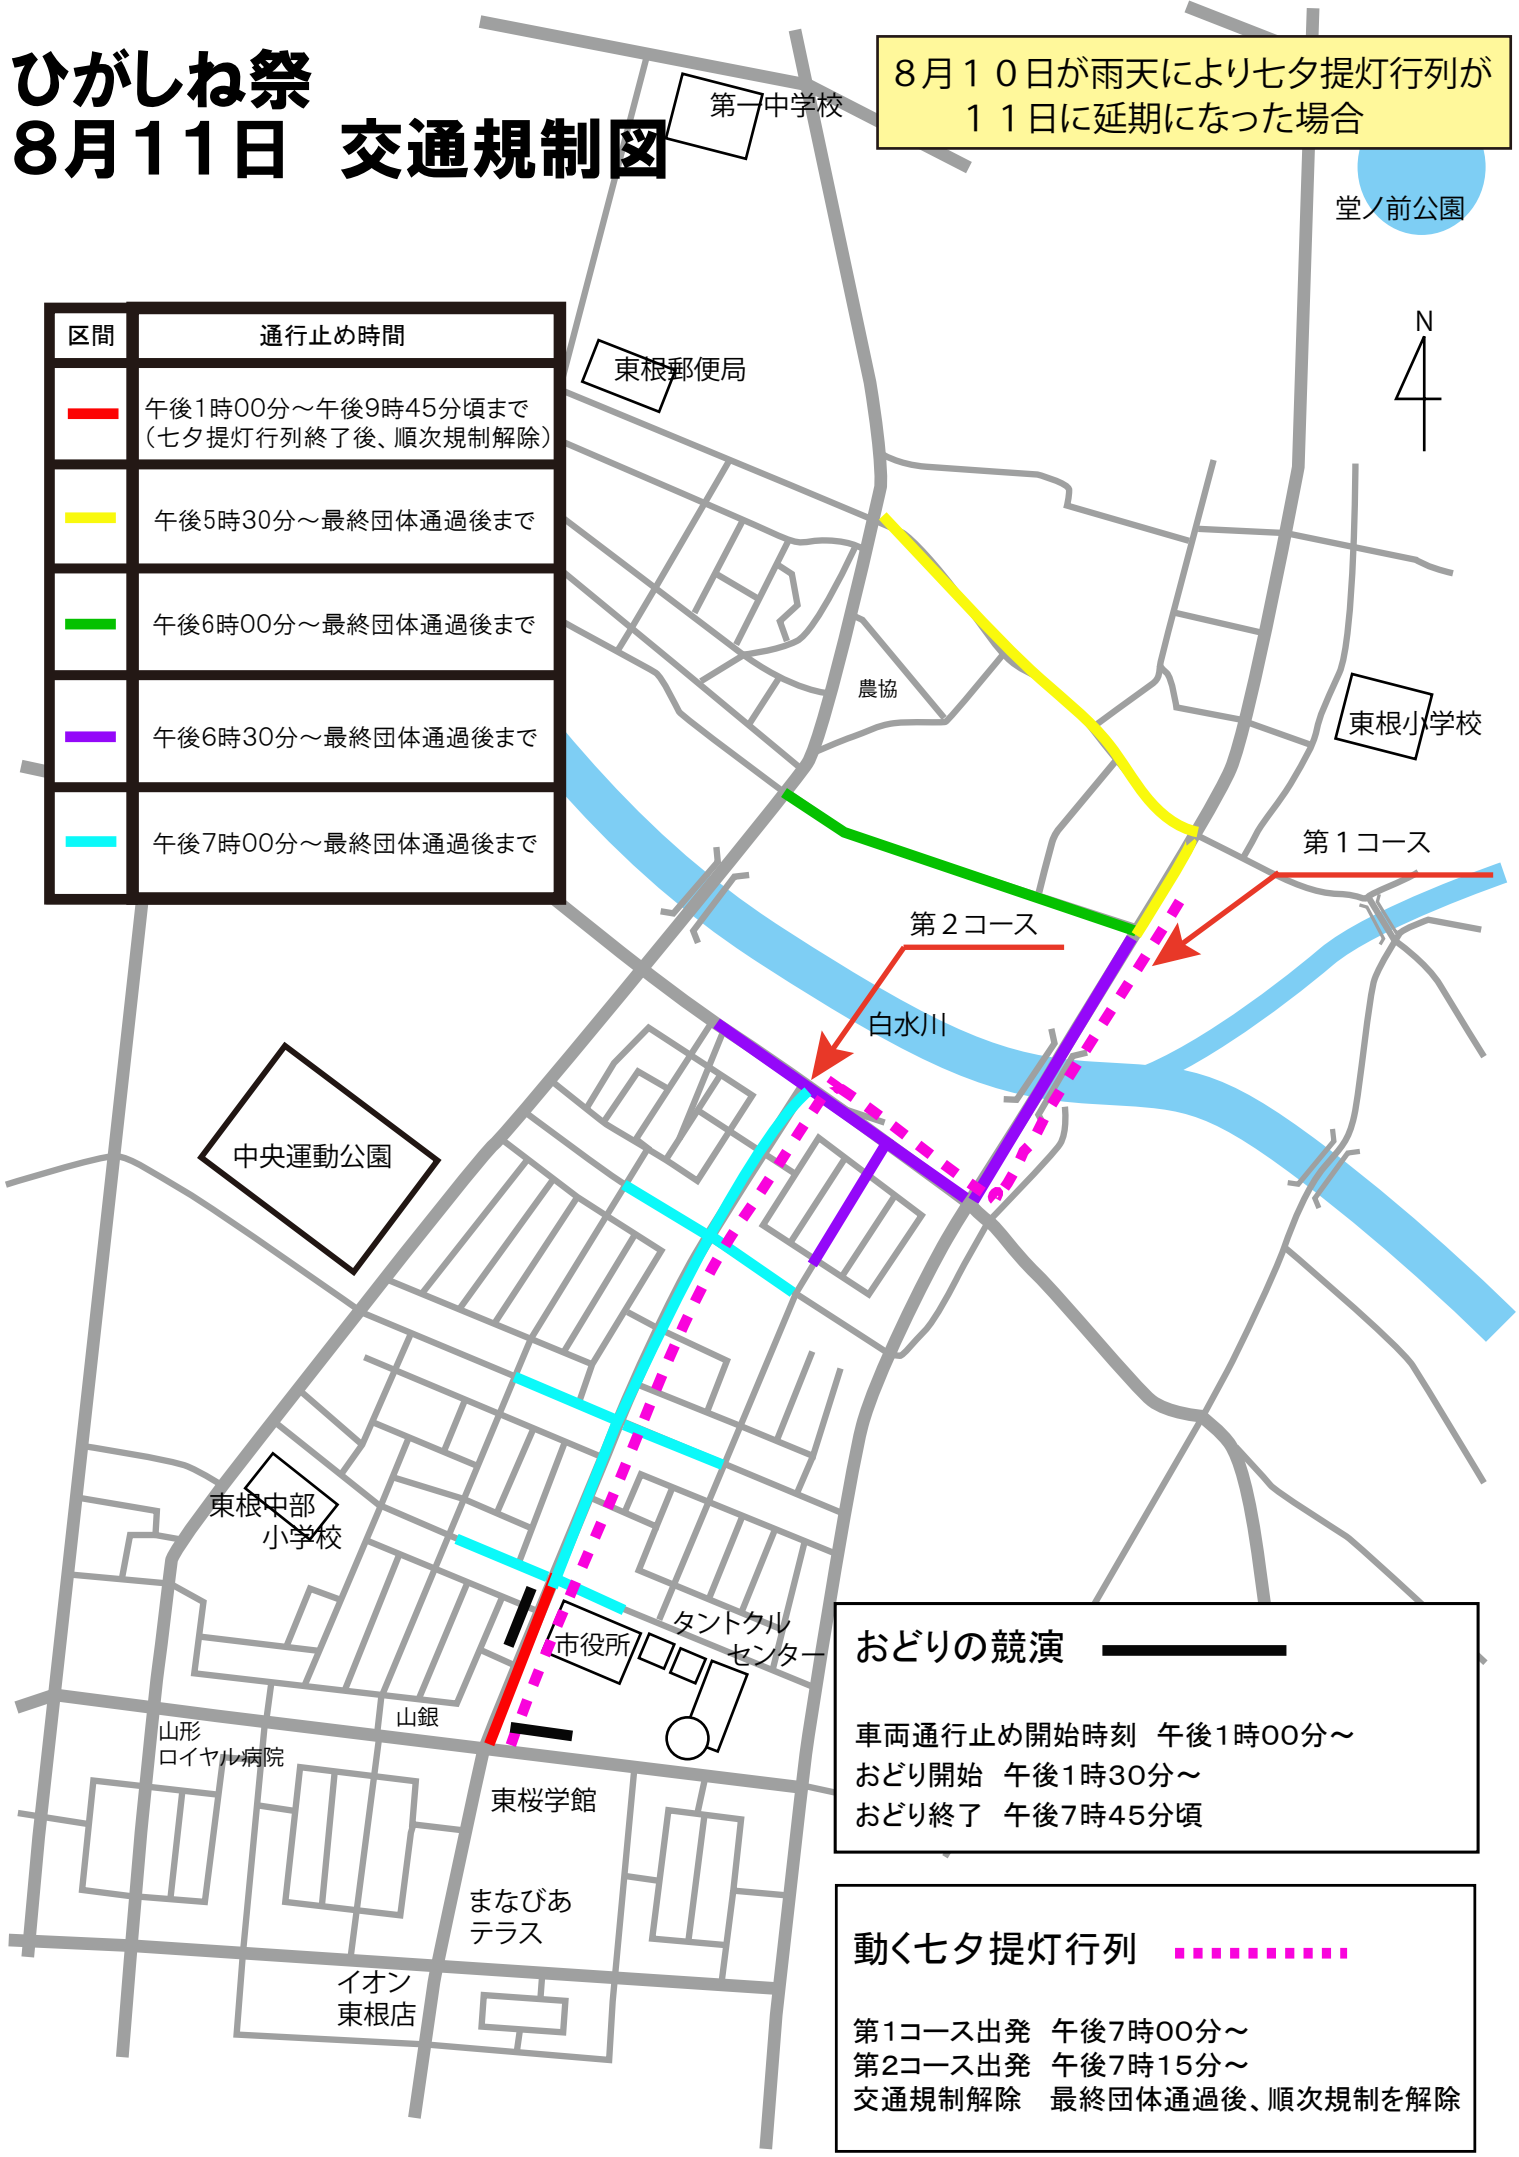 ひがしね祭
８月１１日　交通規制図
８月１０日が雨天により七夕提灯行列が
１１日に延期になった場合
第一中学校
堂ノ前公園
N
区間　通行止め時間
午後1時00分～午後9時45分頃まで
（七夕提灯行列終了後、順次規制解除）
午後5時30分～最終団体通過後まで
午後6時00分～最終団体通過後まで
午後6時30分～最終団体通過後まで
午後7時00分～最終団体通過後まで
東根郵便局
農協
東根小学校
第１コース
第２コース
白水川
中央運動公園
東根中部
小学校
市役所
タントクル
センター
山銀
山形
ロイヤル病院
東桜学館
まなびあ
テラス
イオン
東根店
おどりの競演
車両通行止め開始時刻　午後1時00分～
おどり開始　午後1時30分～
おどり終了　午後7時45分頃
動く七夕提灯行列
第1コース出発　午後7時00分～
第2コース出発　午後7時15分～
交通規制解除　最終団体通過後、順次規制を解除